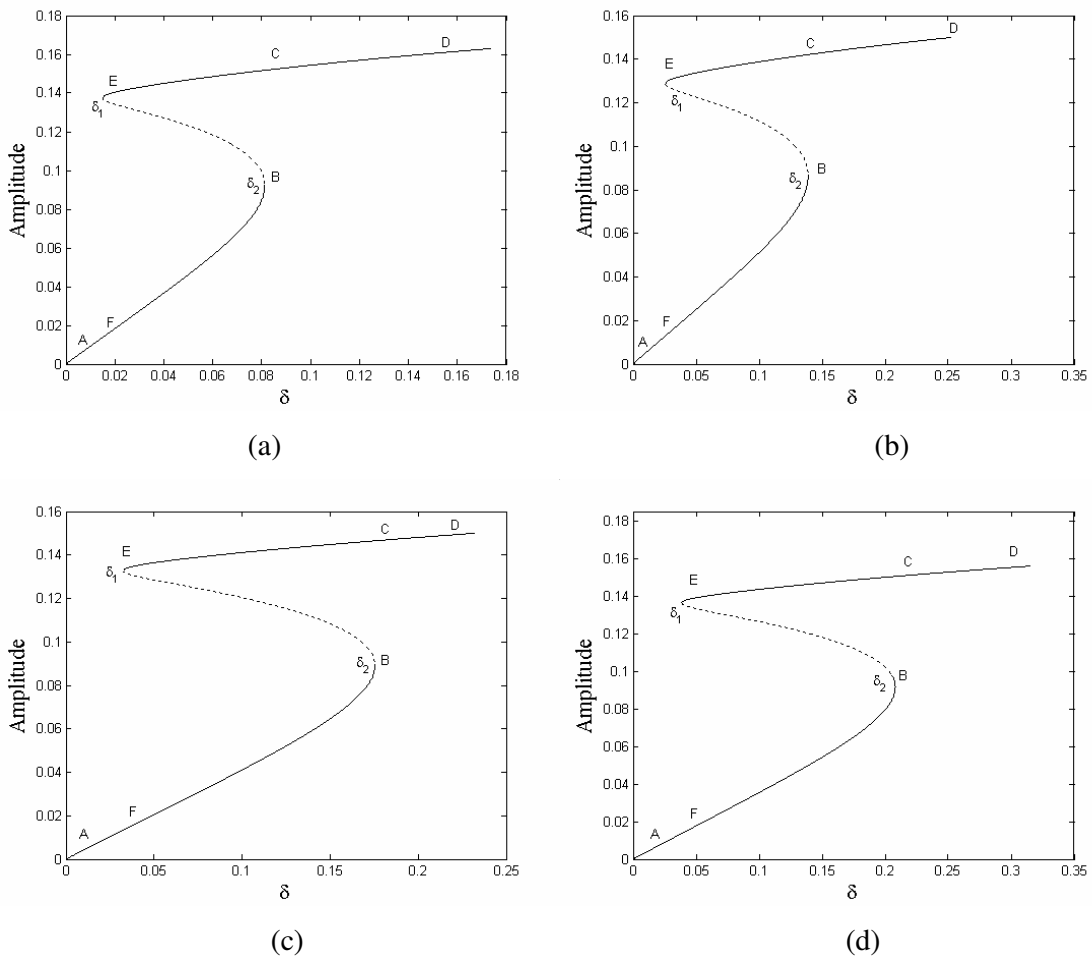 0.18
0.16
0.14
0.12
0.1
0.08
0.06
0.04
0.02
0
Amplitude
A
F
B
δ2
δ1
E
C
D
0 0.02 0.04 0.06 0.08 0.1 0.12 0.14 0.16 0.18
δ
(a)
0.16
0.14
0.12
0.1
0.08
0.06
0.04
0.02
0
Amplitude
A
F
B
δ2
δ1
E
C
D
0 0.05 0.1 0.15 0.2 0.25 0.3 0.35
δ
(b)
0.16
0.14
0.12
0.1
0.08
0.06
0.04
0.02
0
Amplitude
A
F
B
δ2
δ1
E
C
D
0 0.05 0.1 0.15 0.2 0.25
δ
(c)
0.18
0.16
0.14
0.12
0.1
0.08
0.06
0.04
0.02
0
Amplitude
A
F
B
δ2
δ1
E
C
D
0 0.05 0.1 0.15 0.2 0.25 0.3 0.35
δ
(d)